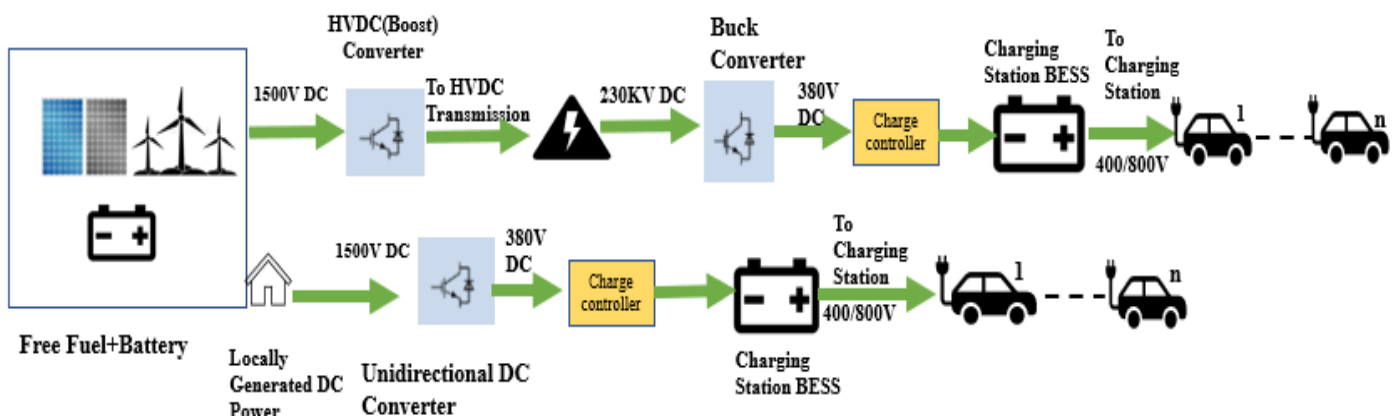 HVDC(Boost)
Converter
1500V DC
To HVDC
Transmission
230KV DC
Buck
Converter
380V
DC
Charge
controller
Charging
Station BESS
To
Charging
Station
400/800V
1
n
1500V DC
380V
DC
Charge
controller
To
Charging
Station
400/800V
1
n
Free Fuel+Battery
Locally
Generated DC
Power
Unidirectional DC
Converter
Charging
Station BESS